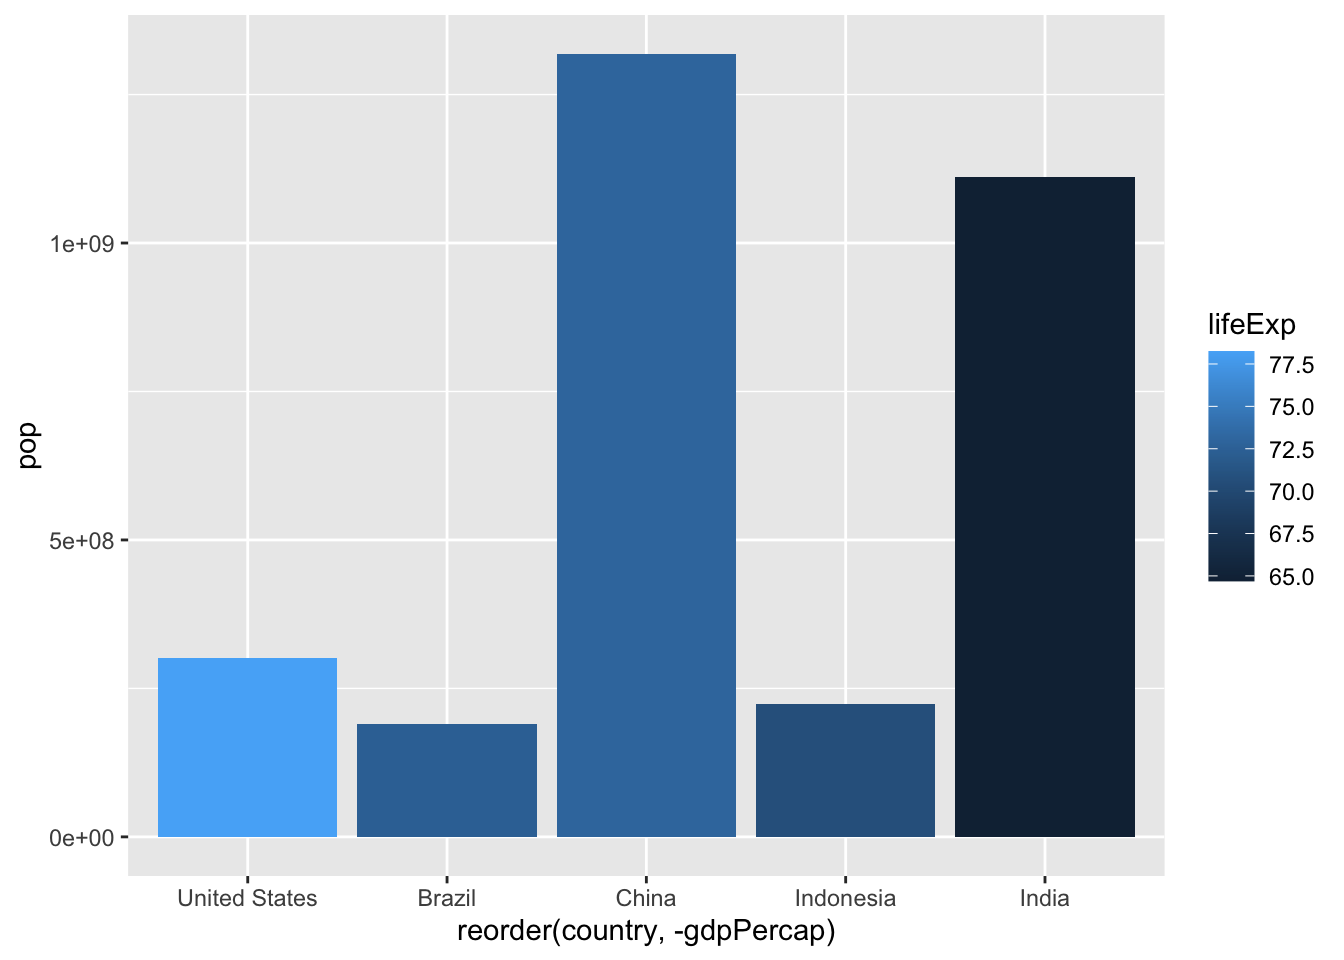 pop
1e+09
5e+08
0e+00
United States Brazil China Indonesia India
reorder(country, -gdpPercap)
lifeExp
77.5
75.0
72.5
70.0
67.5
65.0